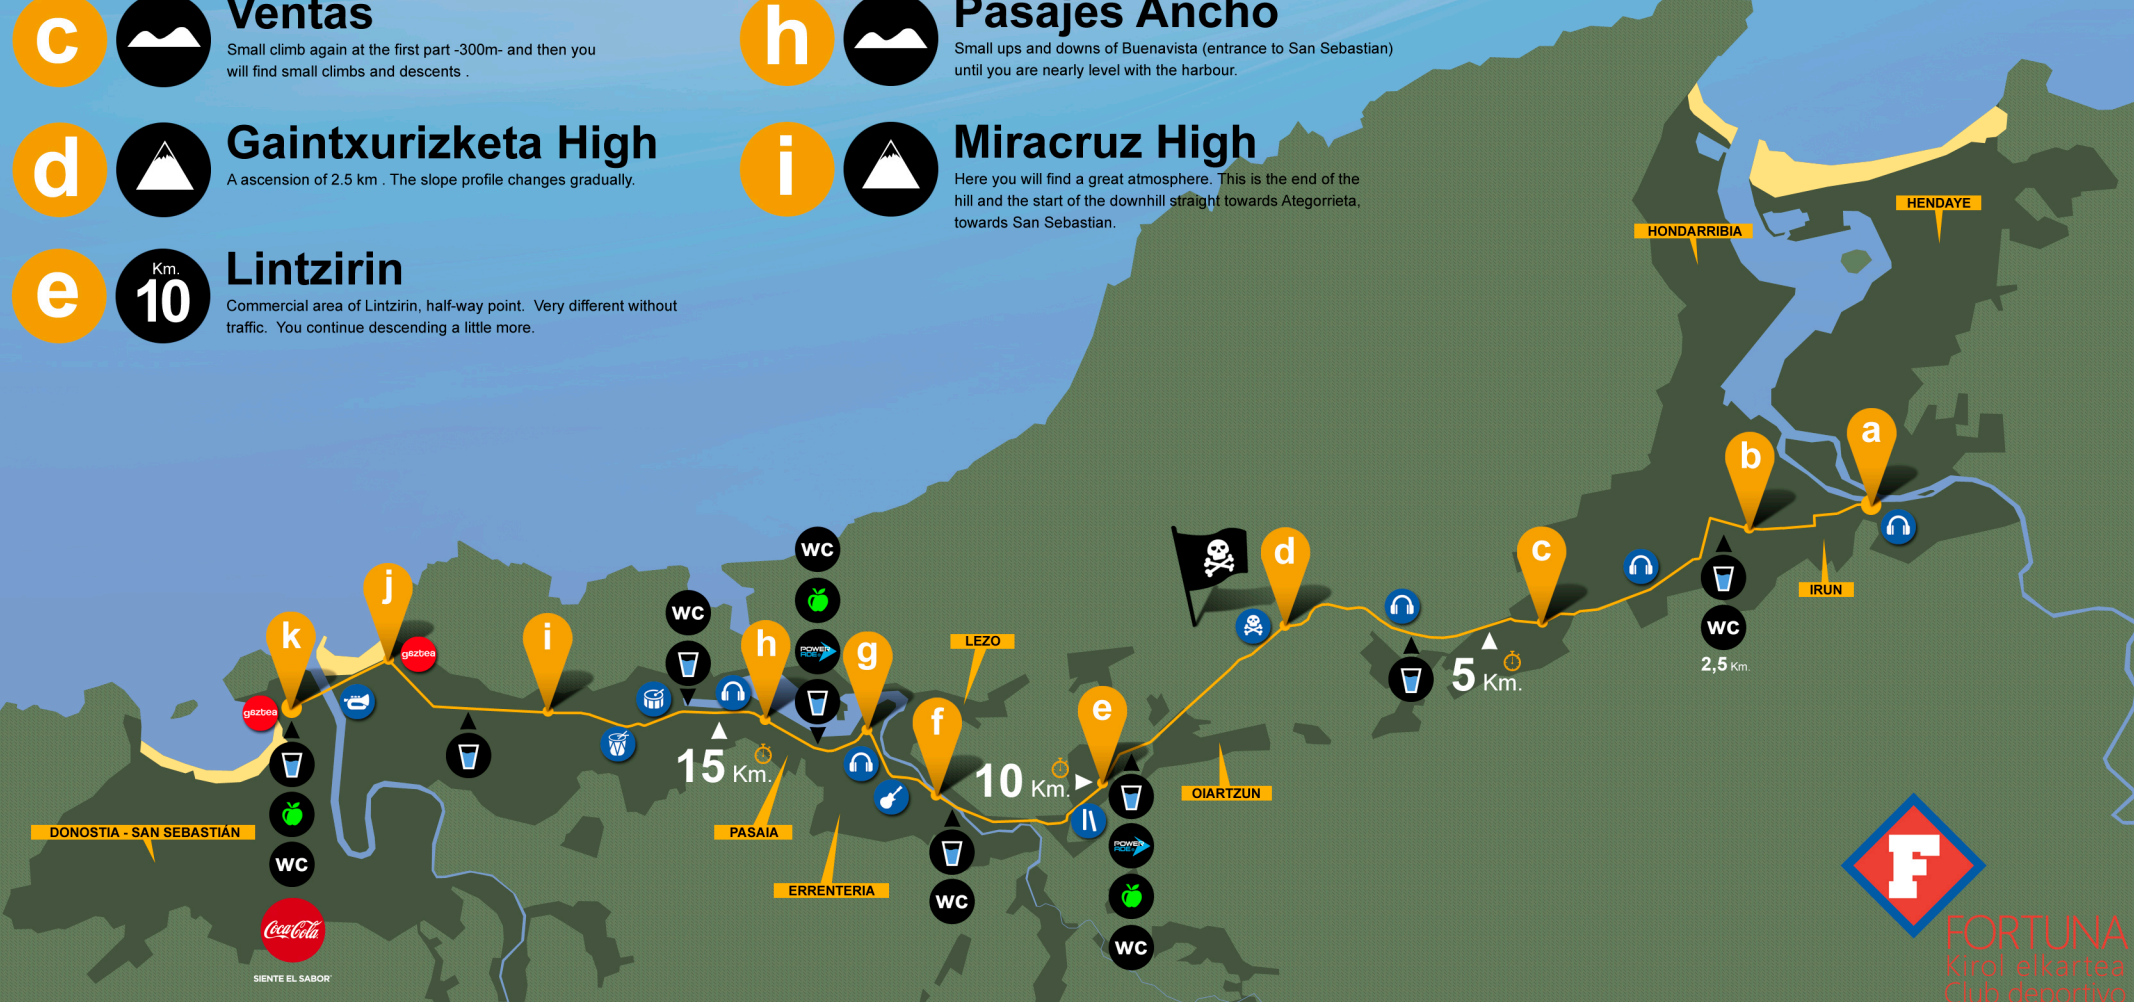 c
Ventas
Small climb again at the first part -300m- and then you
will find small climbs and descents .
d
Gaintxurizketa High
A ascension of 2.5 km . The slope profile changes gradually.
e
Km.
10
Lintzirin
Commercial area of Lintzirin, half-way point. Very different without
traffic. You continue descending a little more.
h
Pasajes Ancho
Small ups and downs of Buenavista (entrance to San Sebastian)
until you are nearly level with the harbour.
i
Miracruz High
Here you will find a great atmosphere. This is the end of the
hill and the start of the downhill straight towards Ategorrieta,
towards San Sebastian.
HENDAYE
HONDARRIBIA
a
b
c
d
e
f
g
h
i
j
k
IRUN
WC
2,5 Km.
5 Km.
OIARTZUN
10 Km.
POWERADE
WC
LEZO
WC
WC
POWERADE
WC
15 Km.
PASAIA
ERRENTERIA
gaztea
gaztea
WC
DONOSTIA - SAN SEBASTIÁN
Coca-Cola
SIENTE EL SABOR
F
FORTUNA
Kirol elkartea
Club deportivo